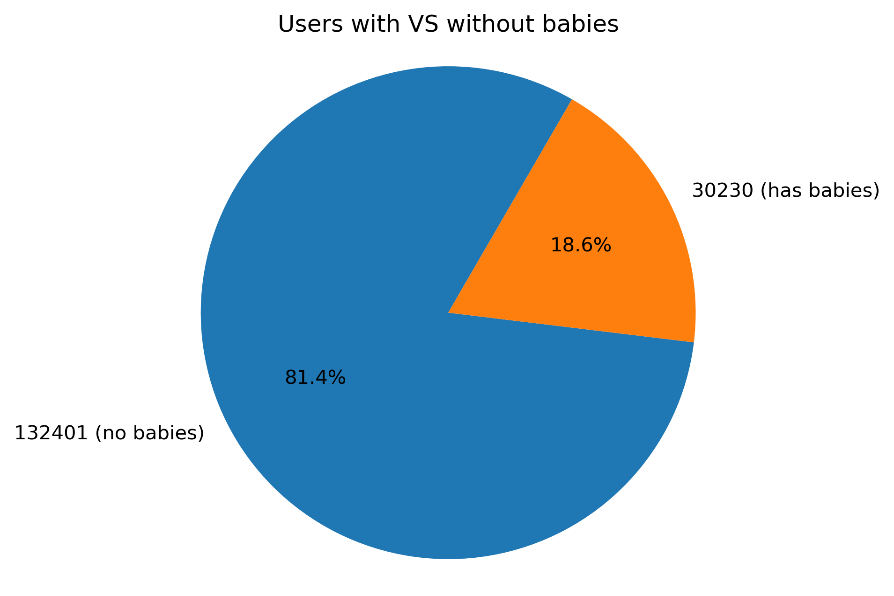 Users with VS without babies
30230 (has babies)
18.6%
81.4%
132401 (no babies)